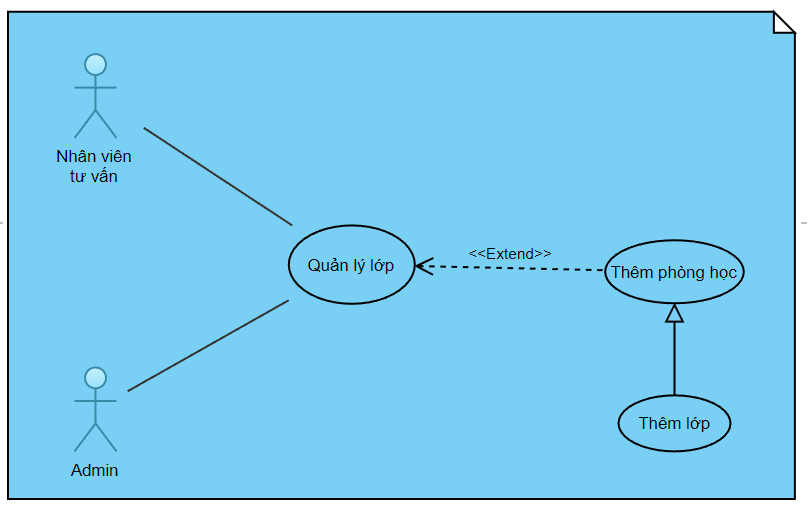 Nhân viên
tư vấn
<<Extend>>
Quản lý lớp
Thêm phòng học
Thêm lớp
Admin